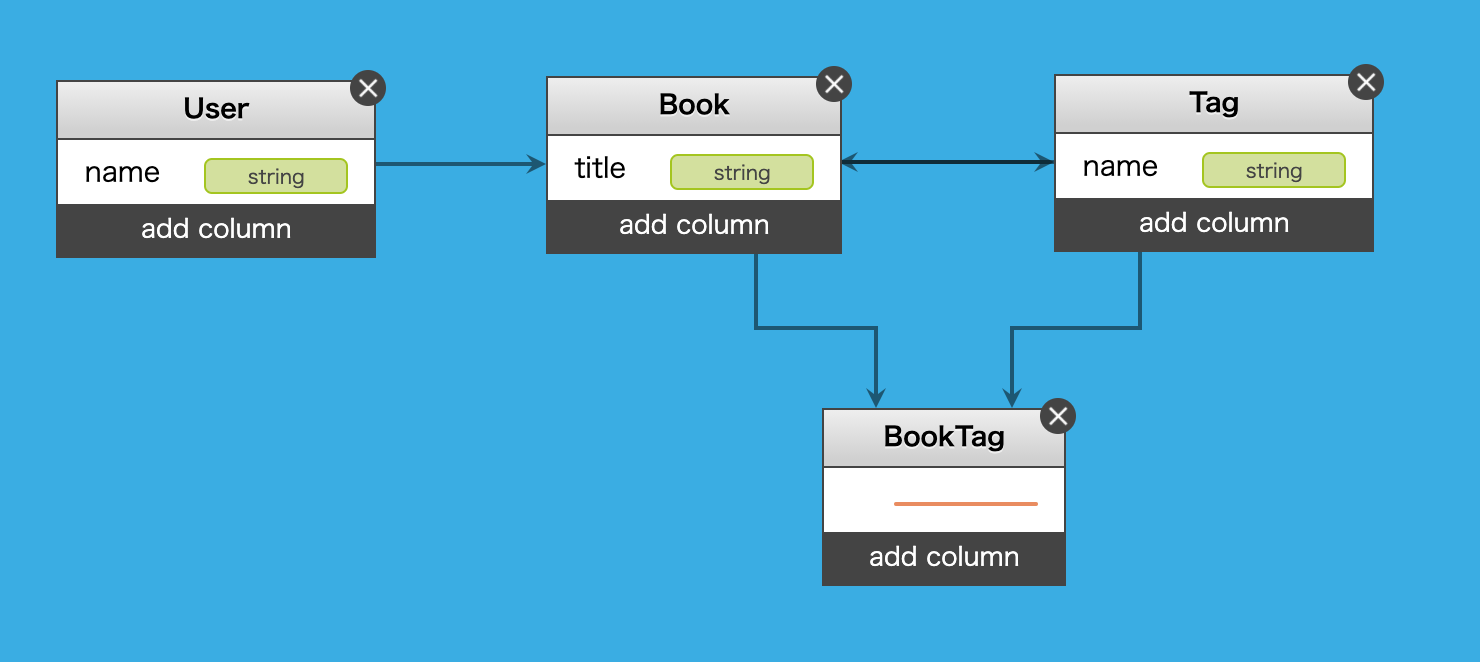 User
name string
add column
Book
title string
add column
Tag
name string
add column
BookTag
add column